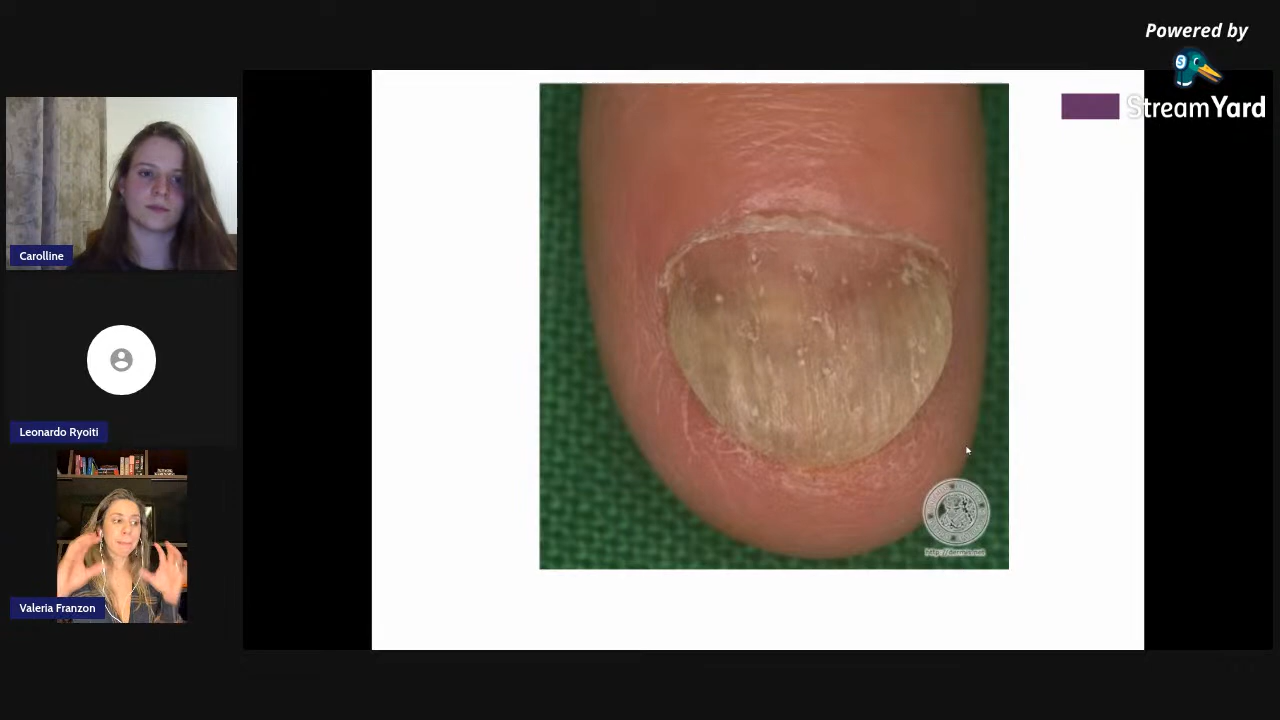 Powered by
StreamYard
Carolline
Leonardo Ryoiti
Valeria Franzon